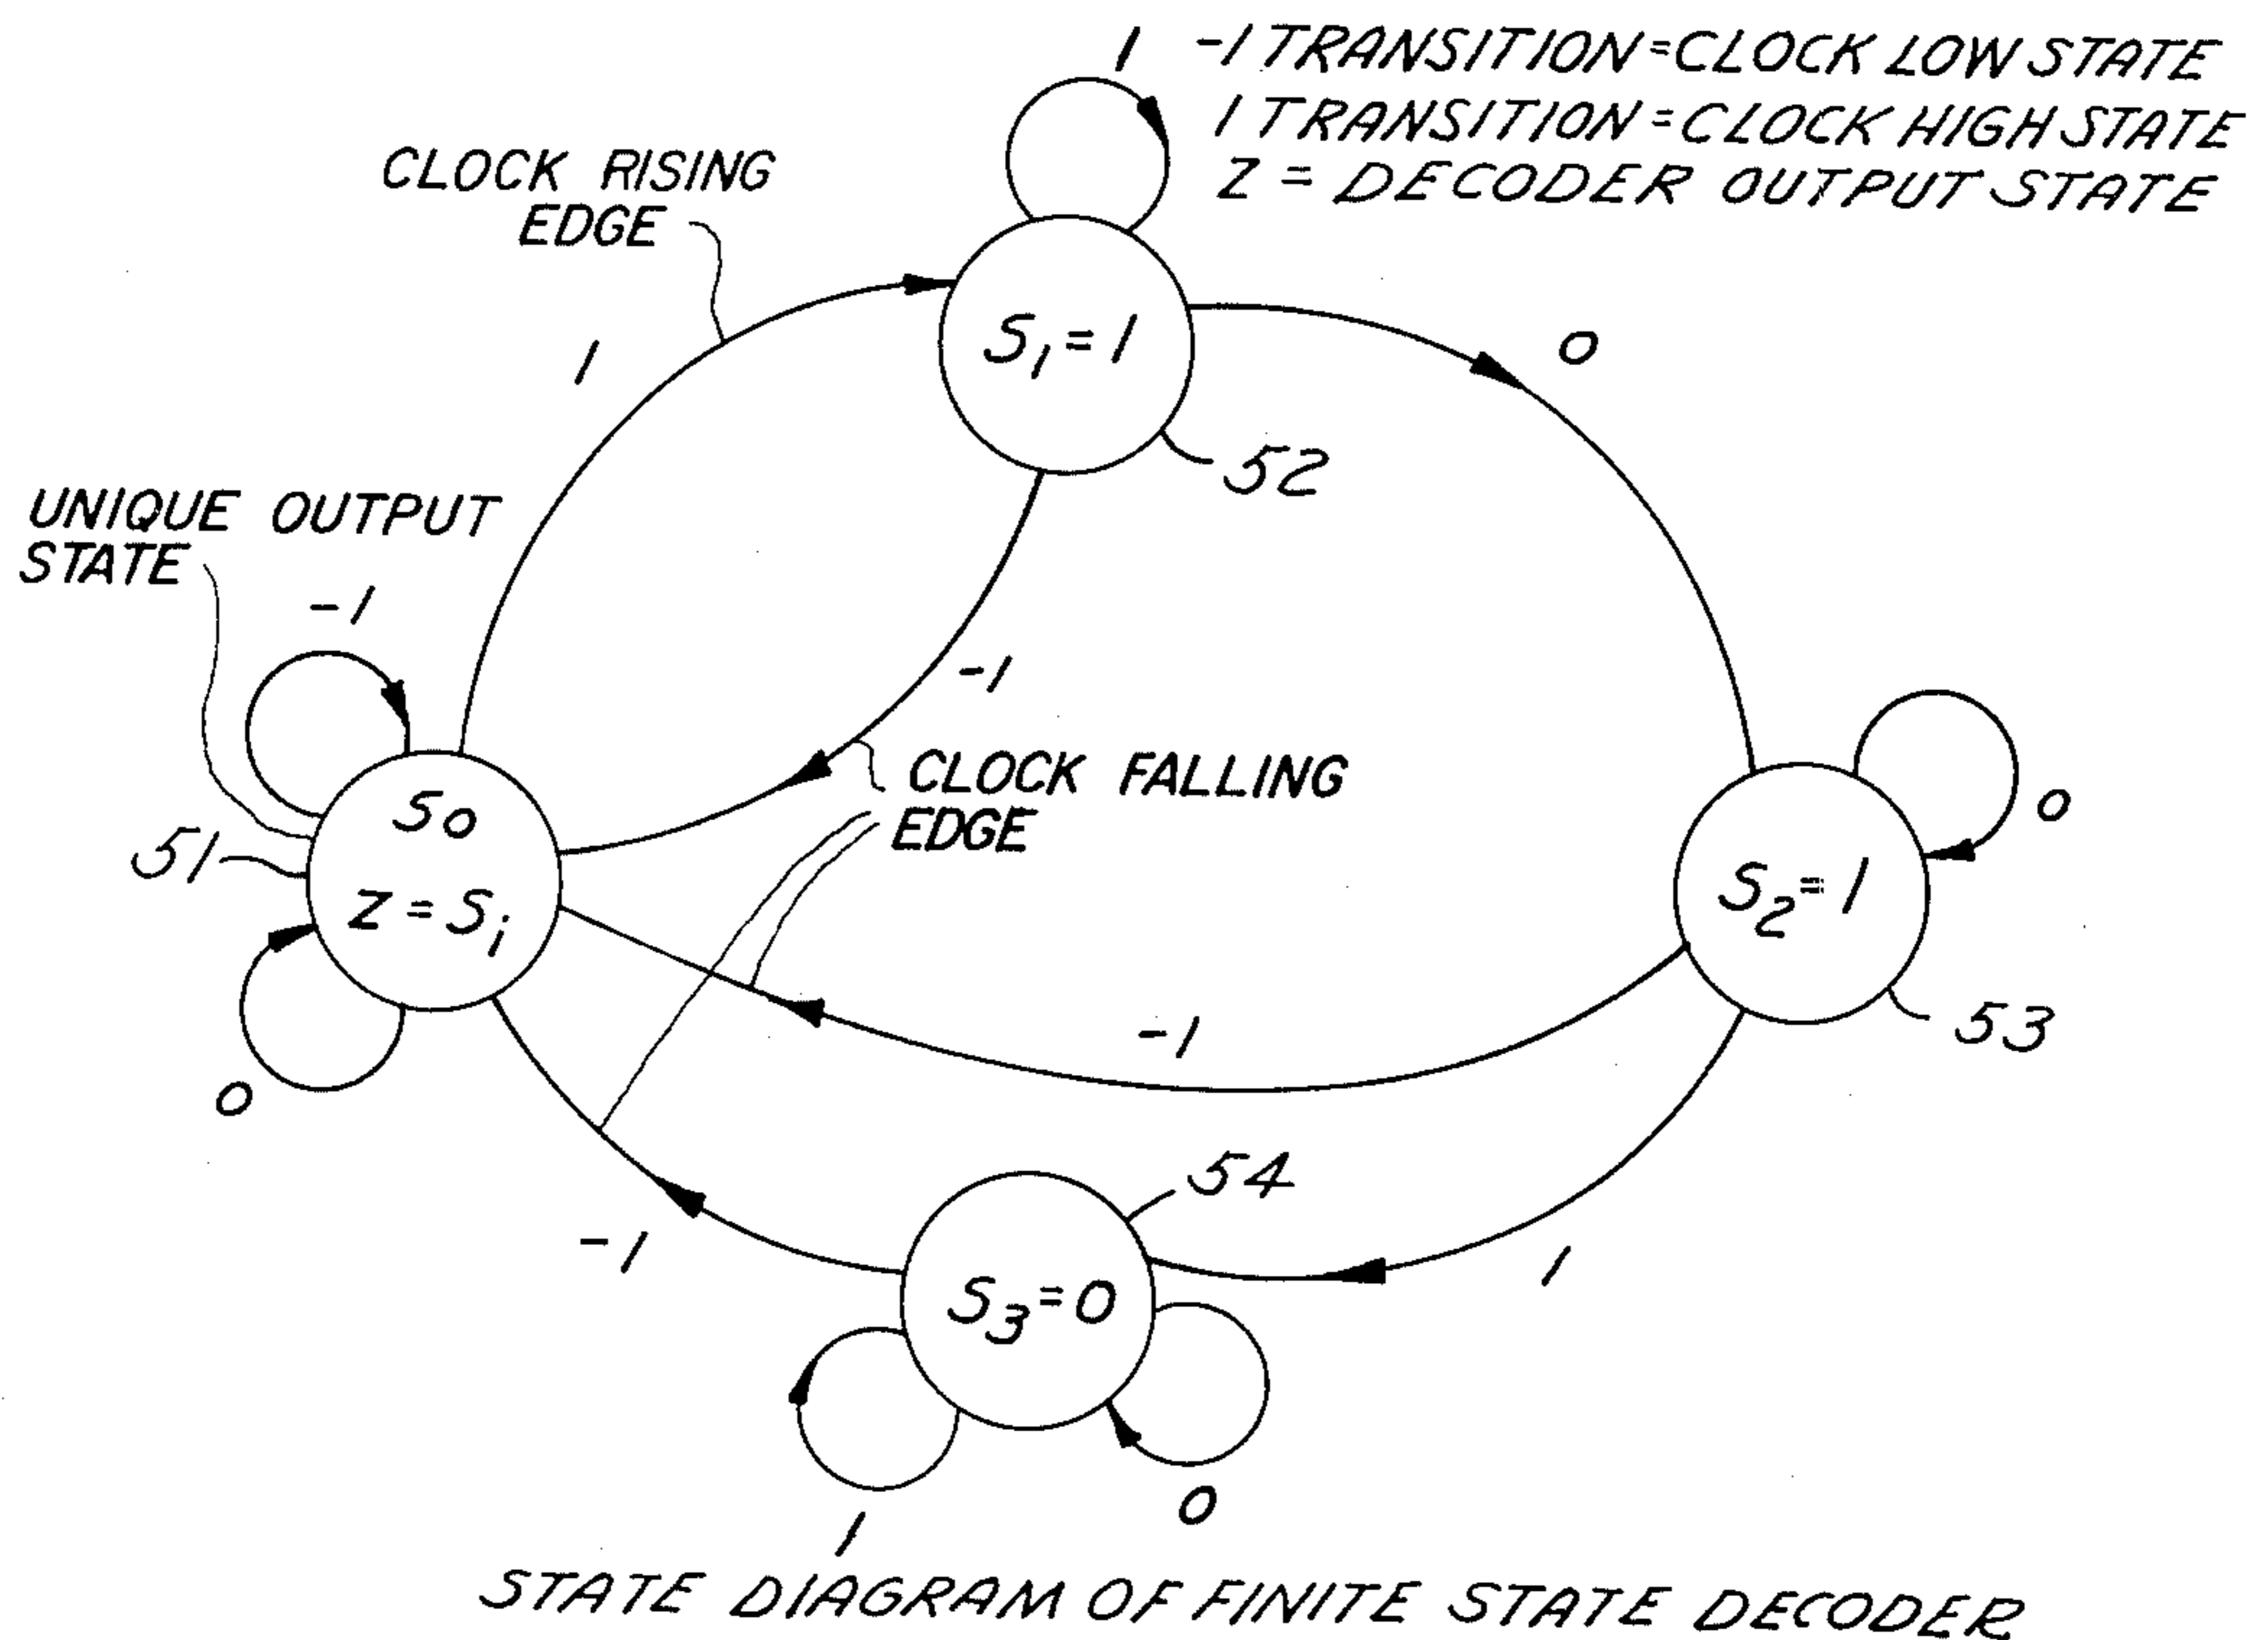 1
-1 TRANSITION=CLOCK LOW STATE
1 TRANSITION=CLOCK HIGH STATE
Z = DECODER OUTPUT STATE
CLOCK RISING
EDGE
1
S1=1
0
52
UNIQUE OUTPUT
STATE
-1
-1
CLOCK FALLING
EDGE
S0
Z=Si
51
0
S2=1
0
53
-1
54
-1
S3=0
1
1
0
STATE DIAGRAM OF FINITE STATE DECODER